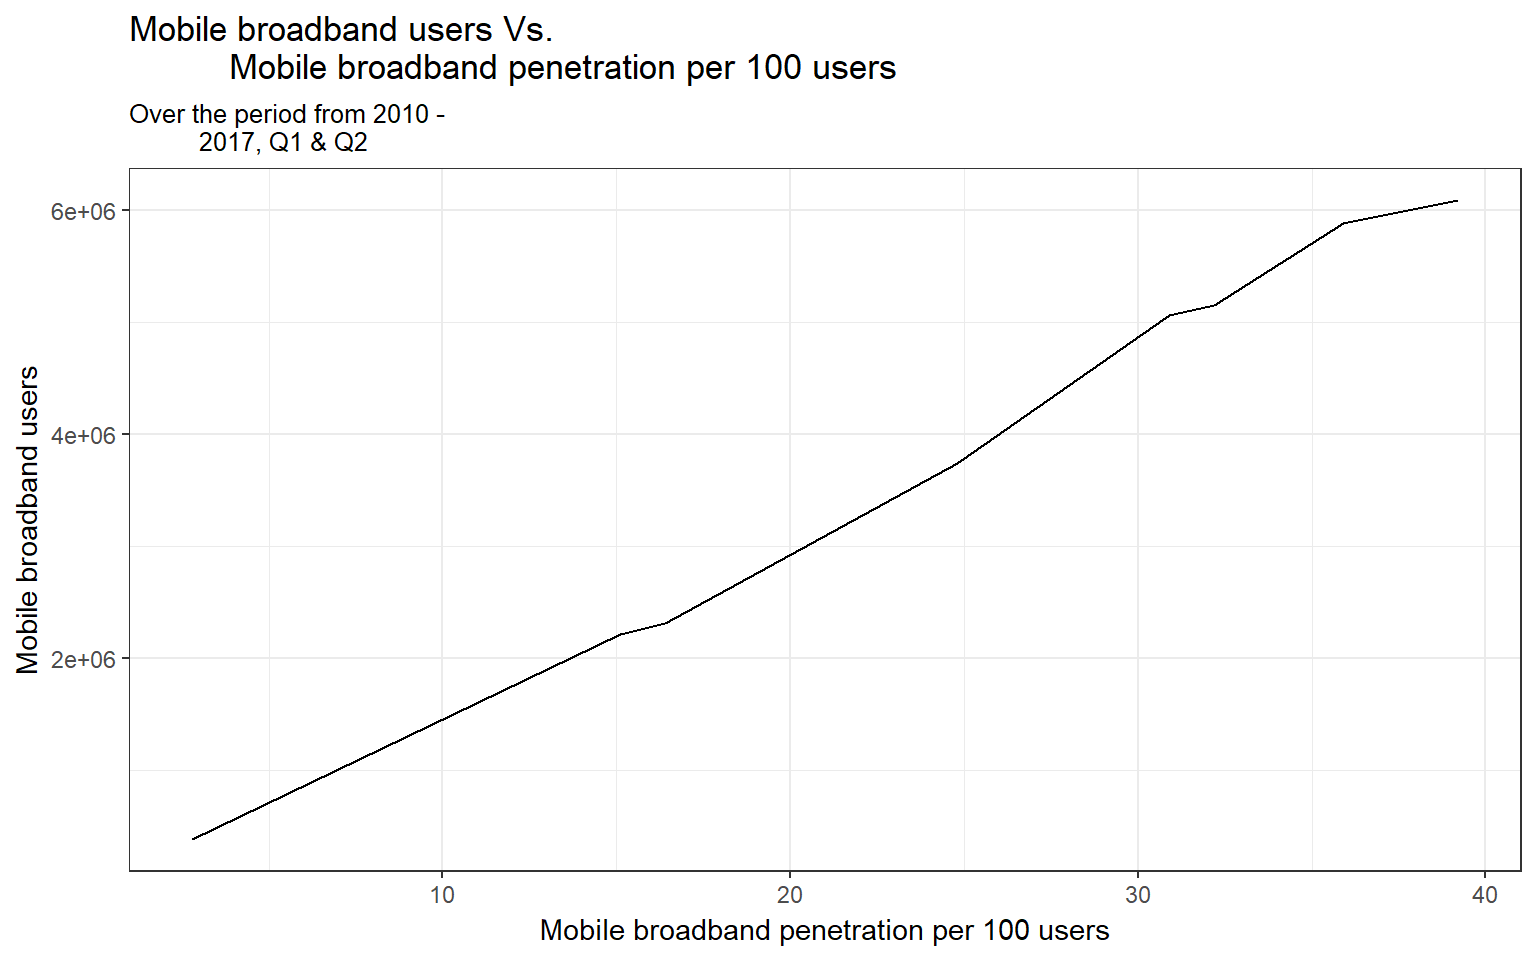 Mobile broadband users Vs.
Mobile broadband penetration per 100 users
Over the period from 2010 -
2017, Q1 & Q2
6e+06
4e+06
2e+06
Mobile broadband users
10 20 30 40
Mobile broadband penetration per 100 users